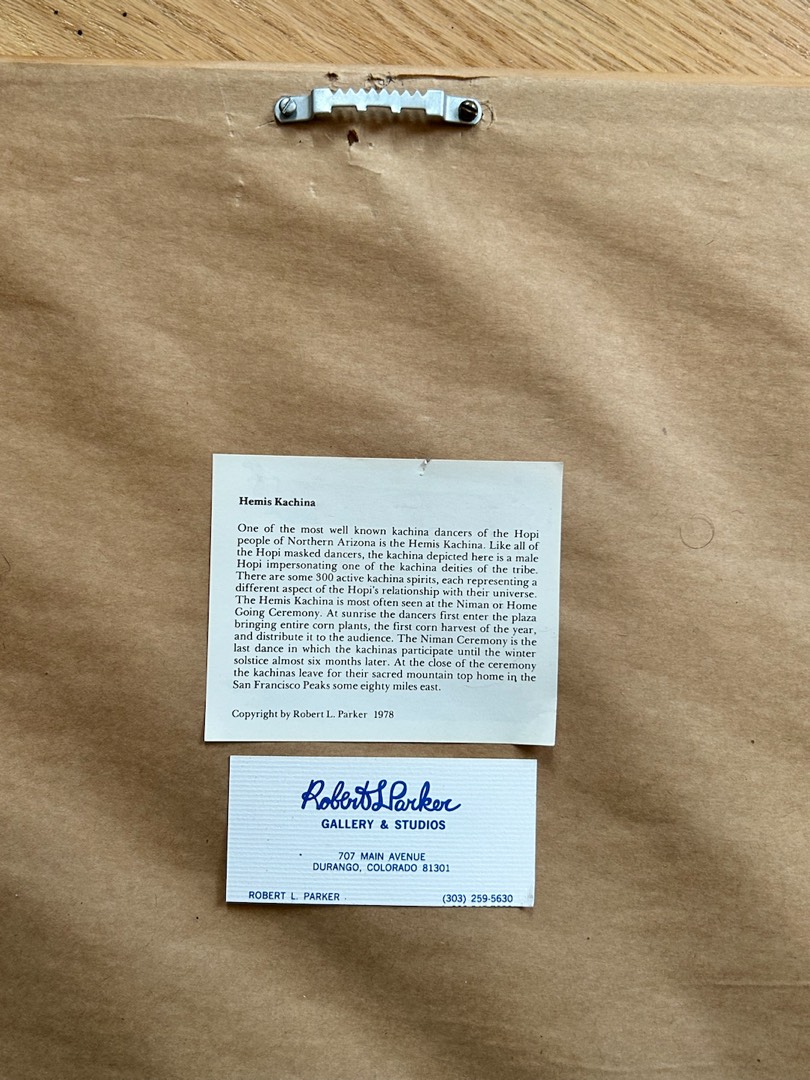 Hemis Kachina
One of the most well known kachina dancers of the Hopi
people of Northern Arizona is the Hemis Kachina. Like all of
the Hopi masked dancers, the kachina depicted here is a male
Hopi impersonating one of the kachina deities of the tribe.
There are some 300 active kachina spirits, each representing a
different aspect of the Hopi's relationship with their universe.
The Hemis Kachina is most often seen at the Niman or Home
Going Ceremony. At sunrise the dancers first enter the plaza
bringing entire corn plants, the first corn harvest of the year,
and distribute it to the audience. The Niman Ceremony is the
last dance in which the kachinas participate until the winter
solstice almost six months later. At the close of the ceremony
the kachinas leave for their sacred mountain top home in the
San Francisco Peaks some eighty miles east.
Copyright by Robert L. Parker 1978
Robert L Parker
GALLERY & STUDIOS
707 MAIN AVENUE
DURANGO, COLORADO 81301
ROBERT L. PARKER (303) 259-5630